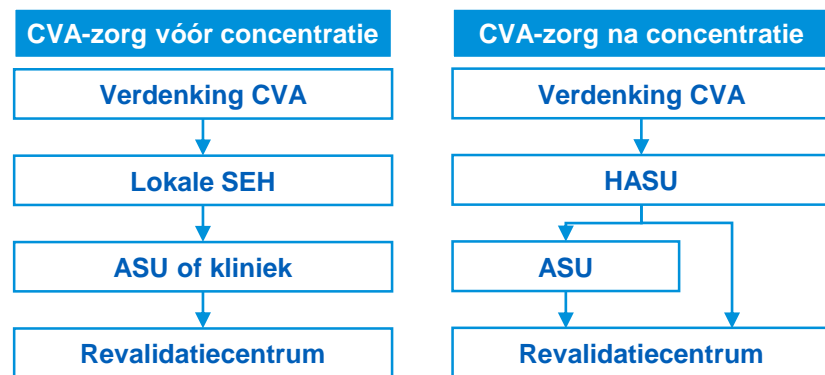 CVA-zorg vóór concentratie
Verdenking CVA
Lokale SEH
ASU of kliniek
Revalidatiecentrum
CVA-zorg na concentratie
Verdenking CVA
HASU
ASU
Revalidatiecentrum